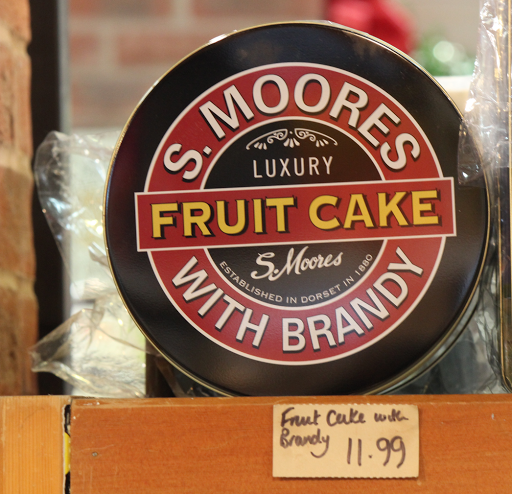 S. MOORES
LUXURY
FRUIT CAKE
S. Moores
ESTABLISHED IN DORSET IN 1880
WITH BRANDY
Fruit Cake with
Brandy 11.99